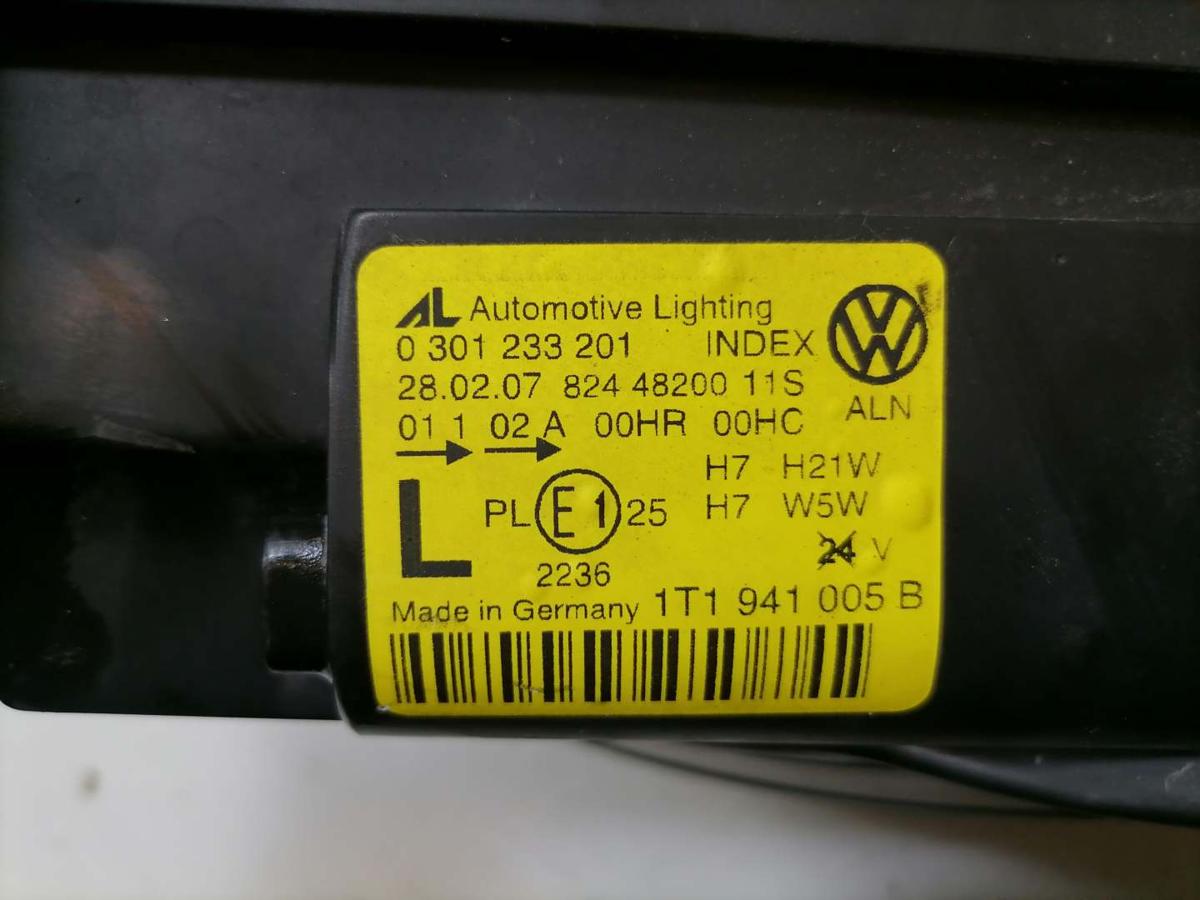 AL Automotive Lighting
0 301 233 201 INDEX
28.02.07 824 48200 11S
ALN
01 1 02 A 00HR 00HC
H7 H21W
L PL E1 25 H7 W5W
24 V
2236
Made in Germany 1T1 941 005 B